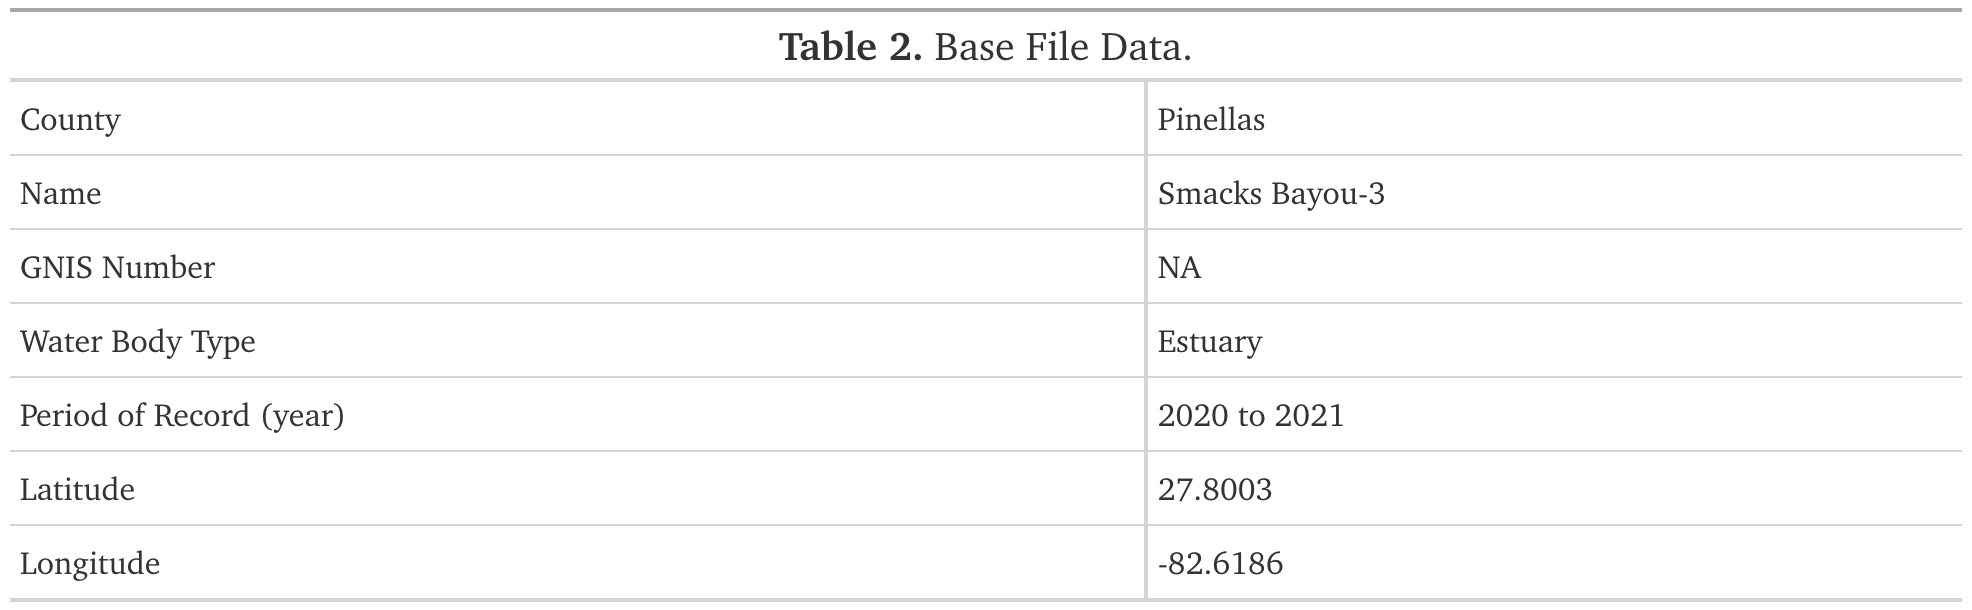 Table 2. Base File Data.
County Pinellas
Name Smacks Bayou-3
GNIS Number NA
Water Body Type Estuary
Period of Record (year) 2020 to 2021
Latitude 27.8003
Longitude -82.6186